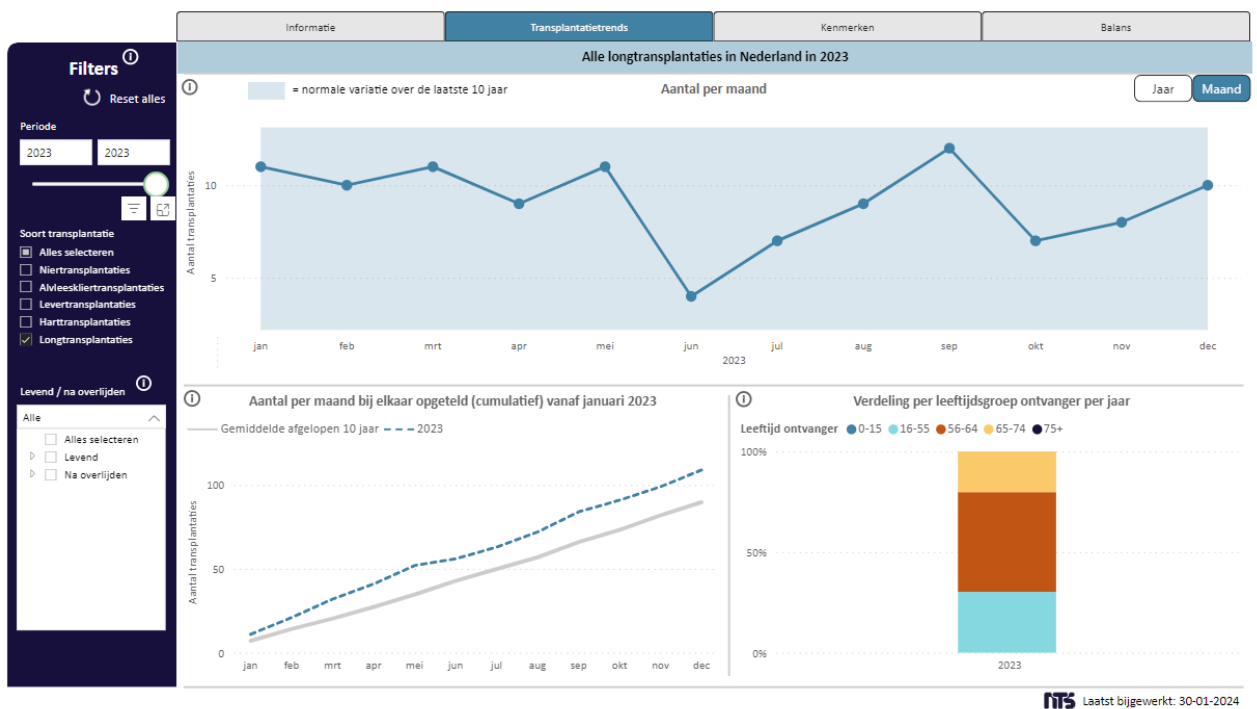 Informatie
Transplantatietrends
Kenmerken
Balans
Filters
Reset alles
Periode
2023
2023
Soort transplantatie
Alles selecteren
Niertransplantaties
Alvleeskliertransplantaties
Levertransplantaties
Harttransplantaties
Longtransplantaties
Levend / na overlijden
Alle
Alles selecteren
Levend
Na overlijden
Alle longtransplantaties in Nederland in 2023
= normale variatie over de laatste 10 jaar
Aantal per maand
Jaar
Maand
Aantal transplantaties
10
5
jan feb mrt apr mei jun jul aug sep okt nov dec
2023
Aantal per maand bij elkaar opgeteld (cumulatief) vanaf januari 2023
Gemiddelde afgelopen 10 jaar 2023
Aantal transplantaties
100
50
0
jan feb mrt apr mei jun jul aug sep okt nov dec
Verdeling per leeftijdsgroep ontvanger per jaar
Leeftijd ontvanger 0-15 16-55 56-64 65-74 75+
100%
50%
0%
2023
NTS Laatst bijgewerkt: 30-01-2024